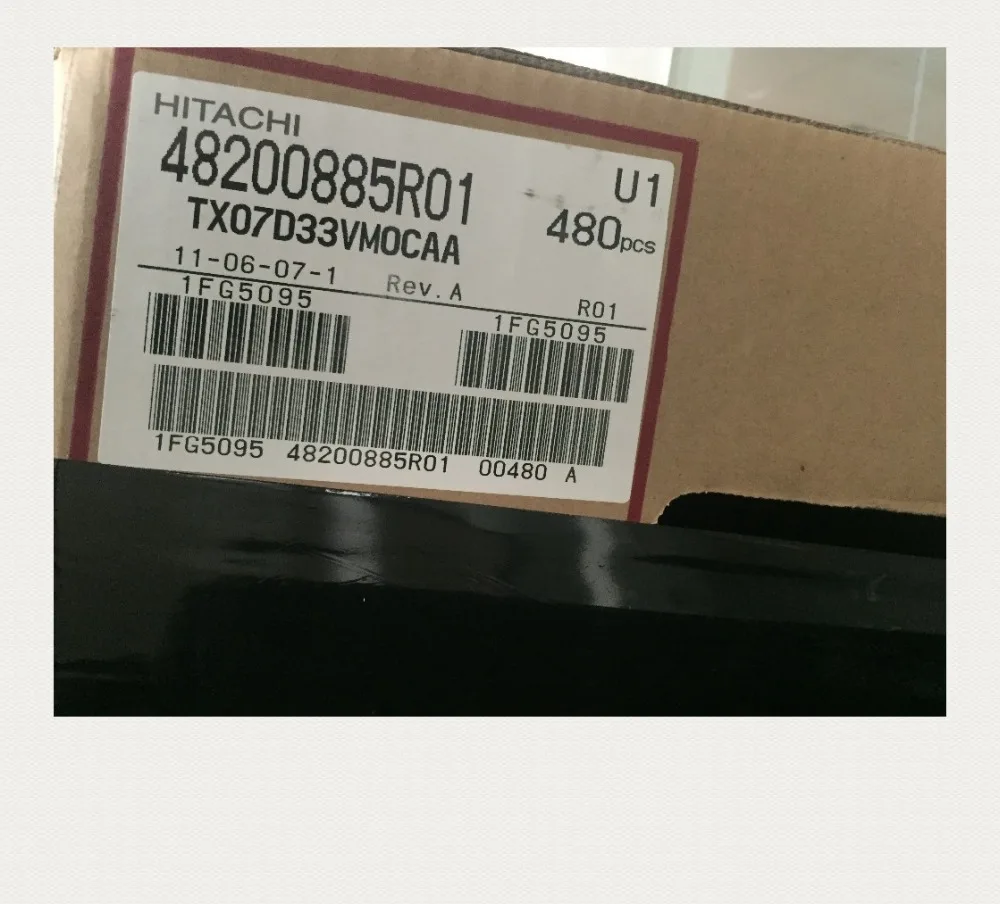 HITACHI
48200885R01
U1
TX07D33VM0CAA
480pcs
11-06-07-1
Rev.A
R01
1FG5095
1FG5095
1FG5095 48200885R01 00480 A